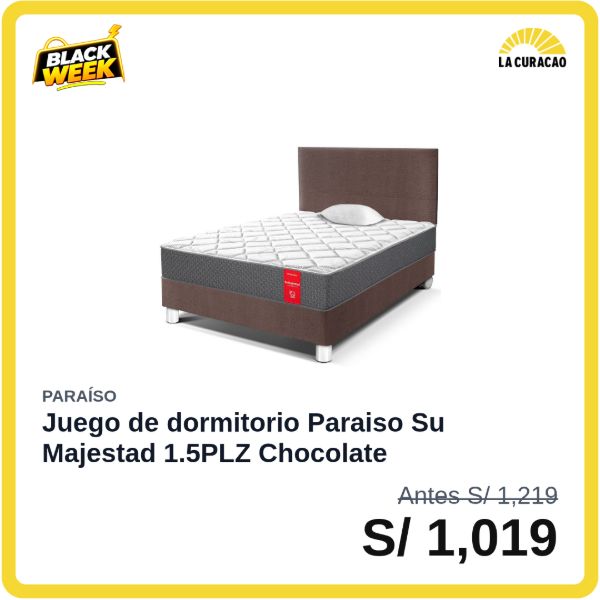 BLACK
WEEK
LA CURACAO
PARAÍSO
Juego de dormitorio Paraiso Su
Majestad 1.5PLZ Chocolate
Antes S/ 1,219
S/ 1,019